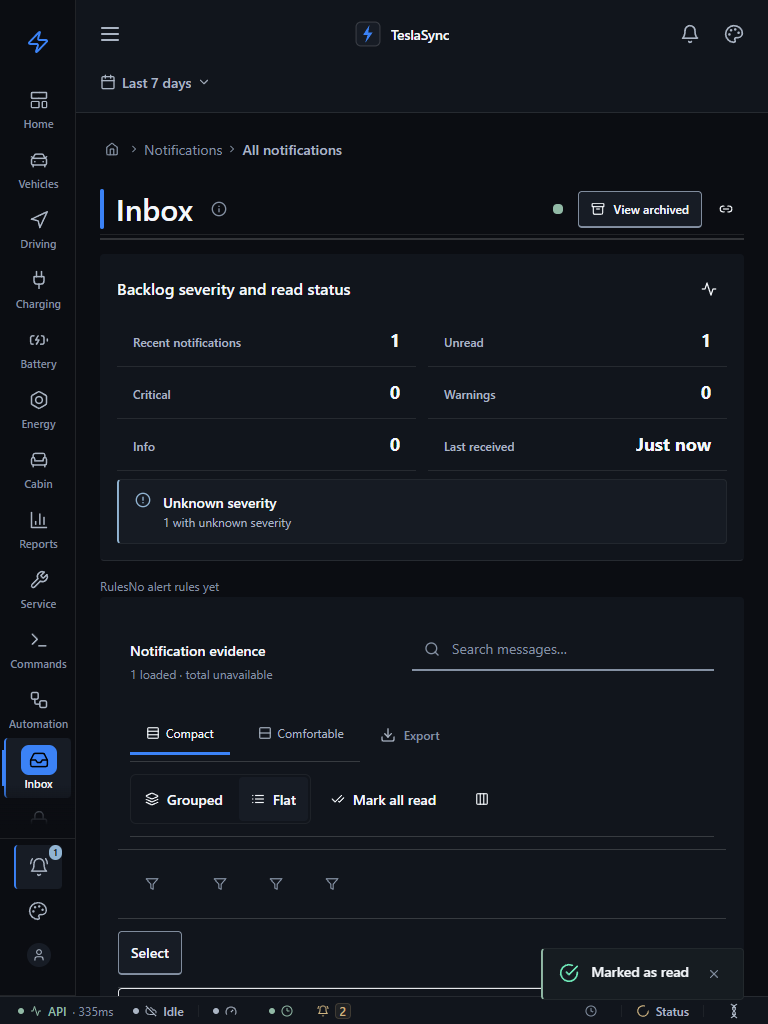 TeslaSync
Last 7 days
Home
Vehicles
Driving
Charging
Battery
Energy
Cabin
Reports
Service
Commands
Automation
Inbox
1
Notifications
All notifications
Inbox
View archived
Backlog severity and read status
Recent notifications 1
Unread 1
Critical 0
Warnings 0
Info 0
Last received Just now
Unknown severity
1 with unknown severity
RulesNo alert rules yet
Notification evidence
1 loaded · total unavailable
Search messages...
Compact
Comfortable
Export
Grouped
Flat
Mark all read
Select
Marked as read
API · 335ms
Idle
2
Status